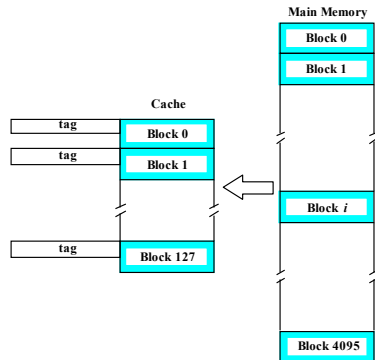 Main Memory
Block 0
Block 1
Cache
tag
Block 0
tag
Block 1
Block i
tag
Block 127
Block 4095